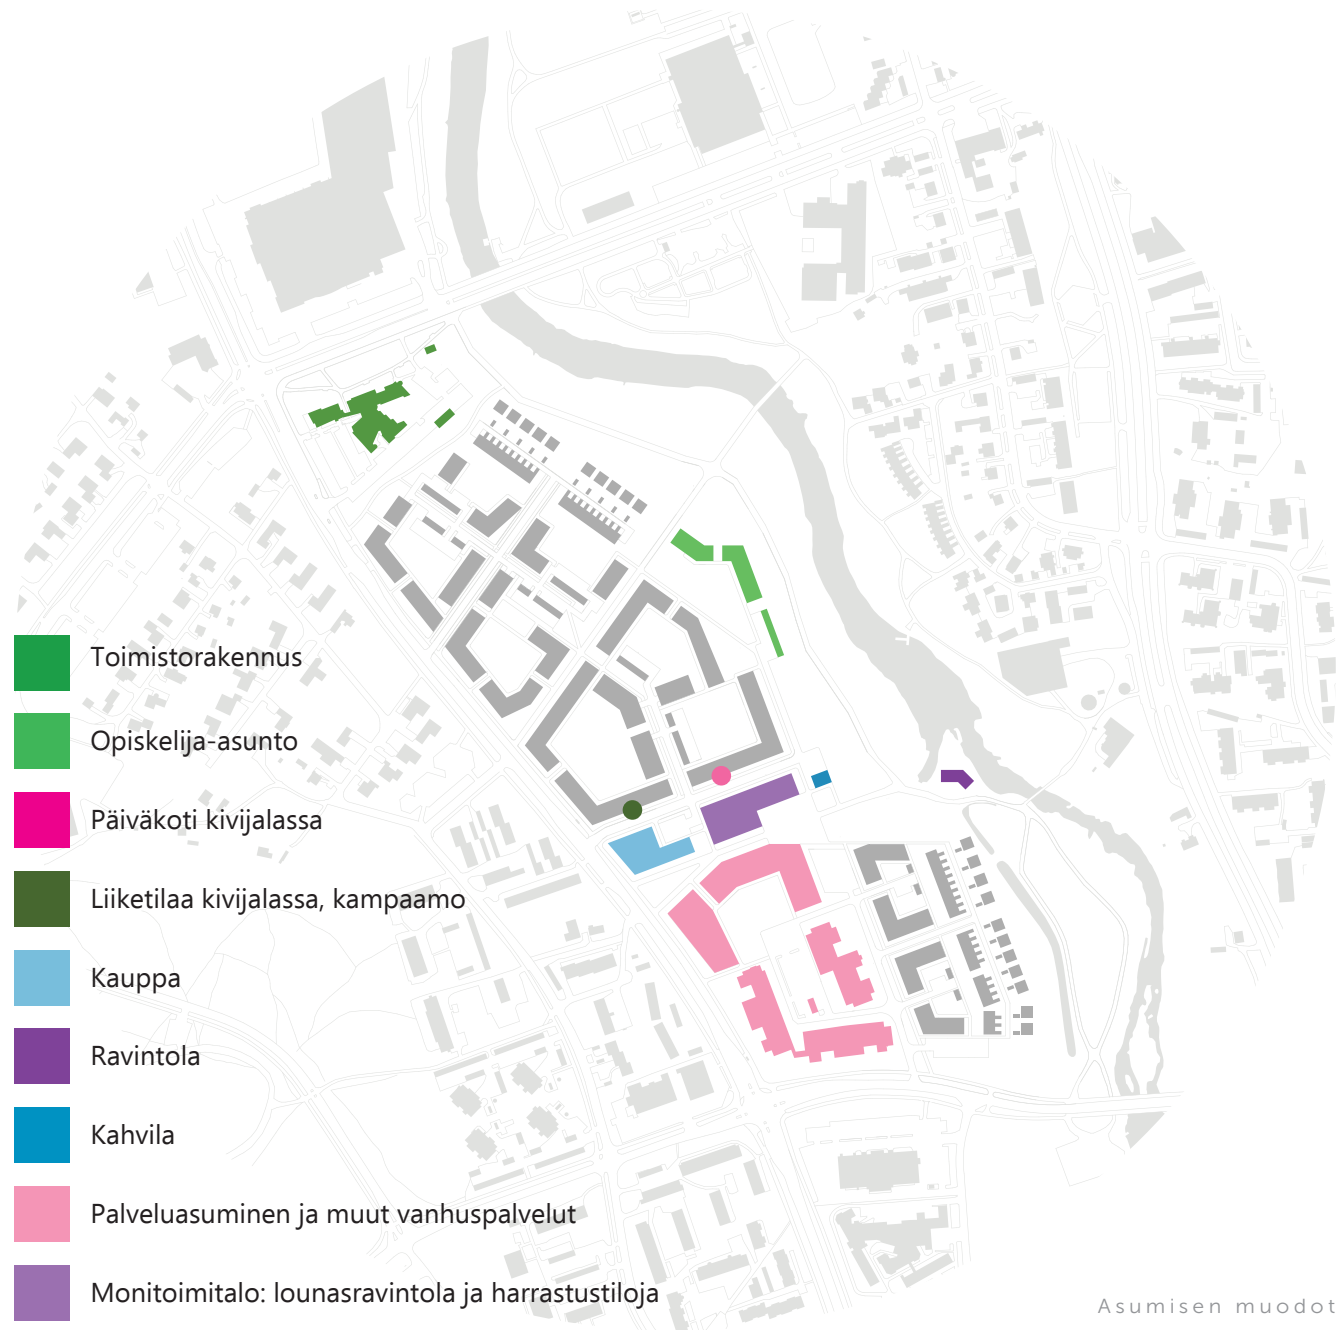 Toimistorakennus
Opiskelija-asunto
Päiväkoti kivijalassa
Liiketilaa kivijalassa, kampaamo
Kauppa
Ravintola
Kahvila
Palveluasuminen ja muut vanhuspalvelut
Monitoimitalo: lounasravintola ja harrastustiloja
Asumisen muodot